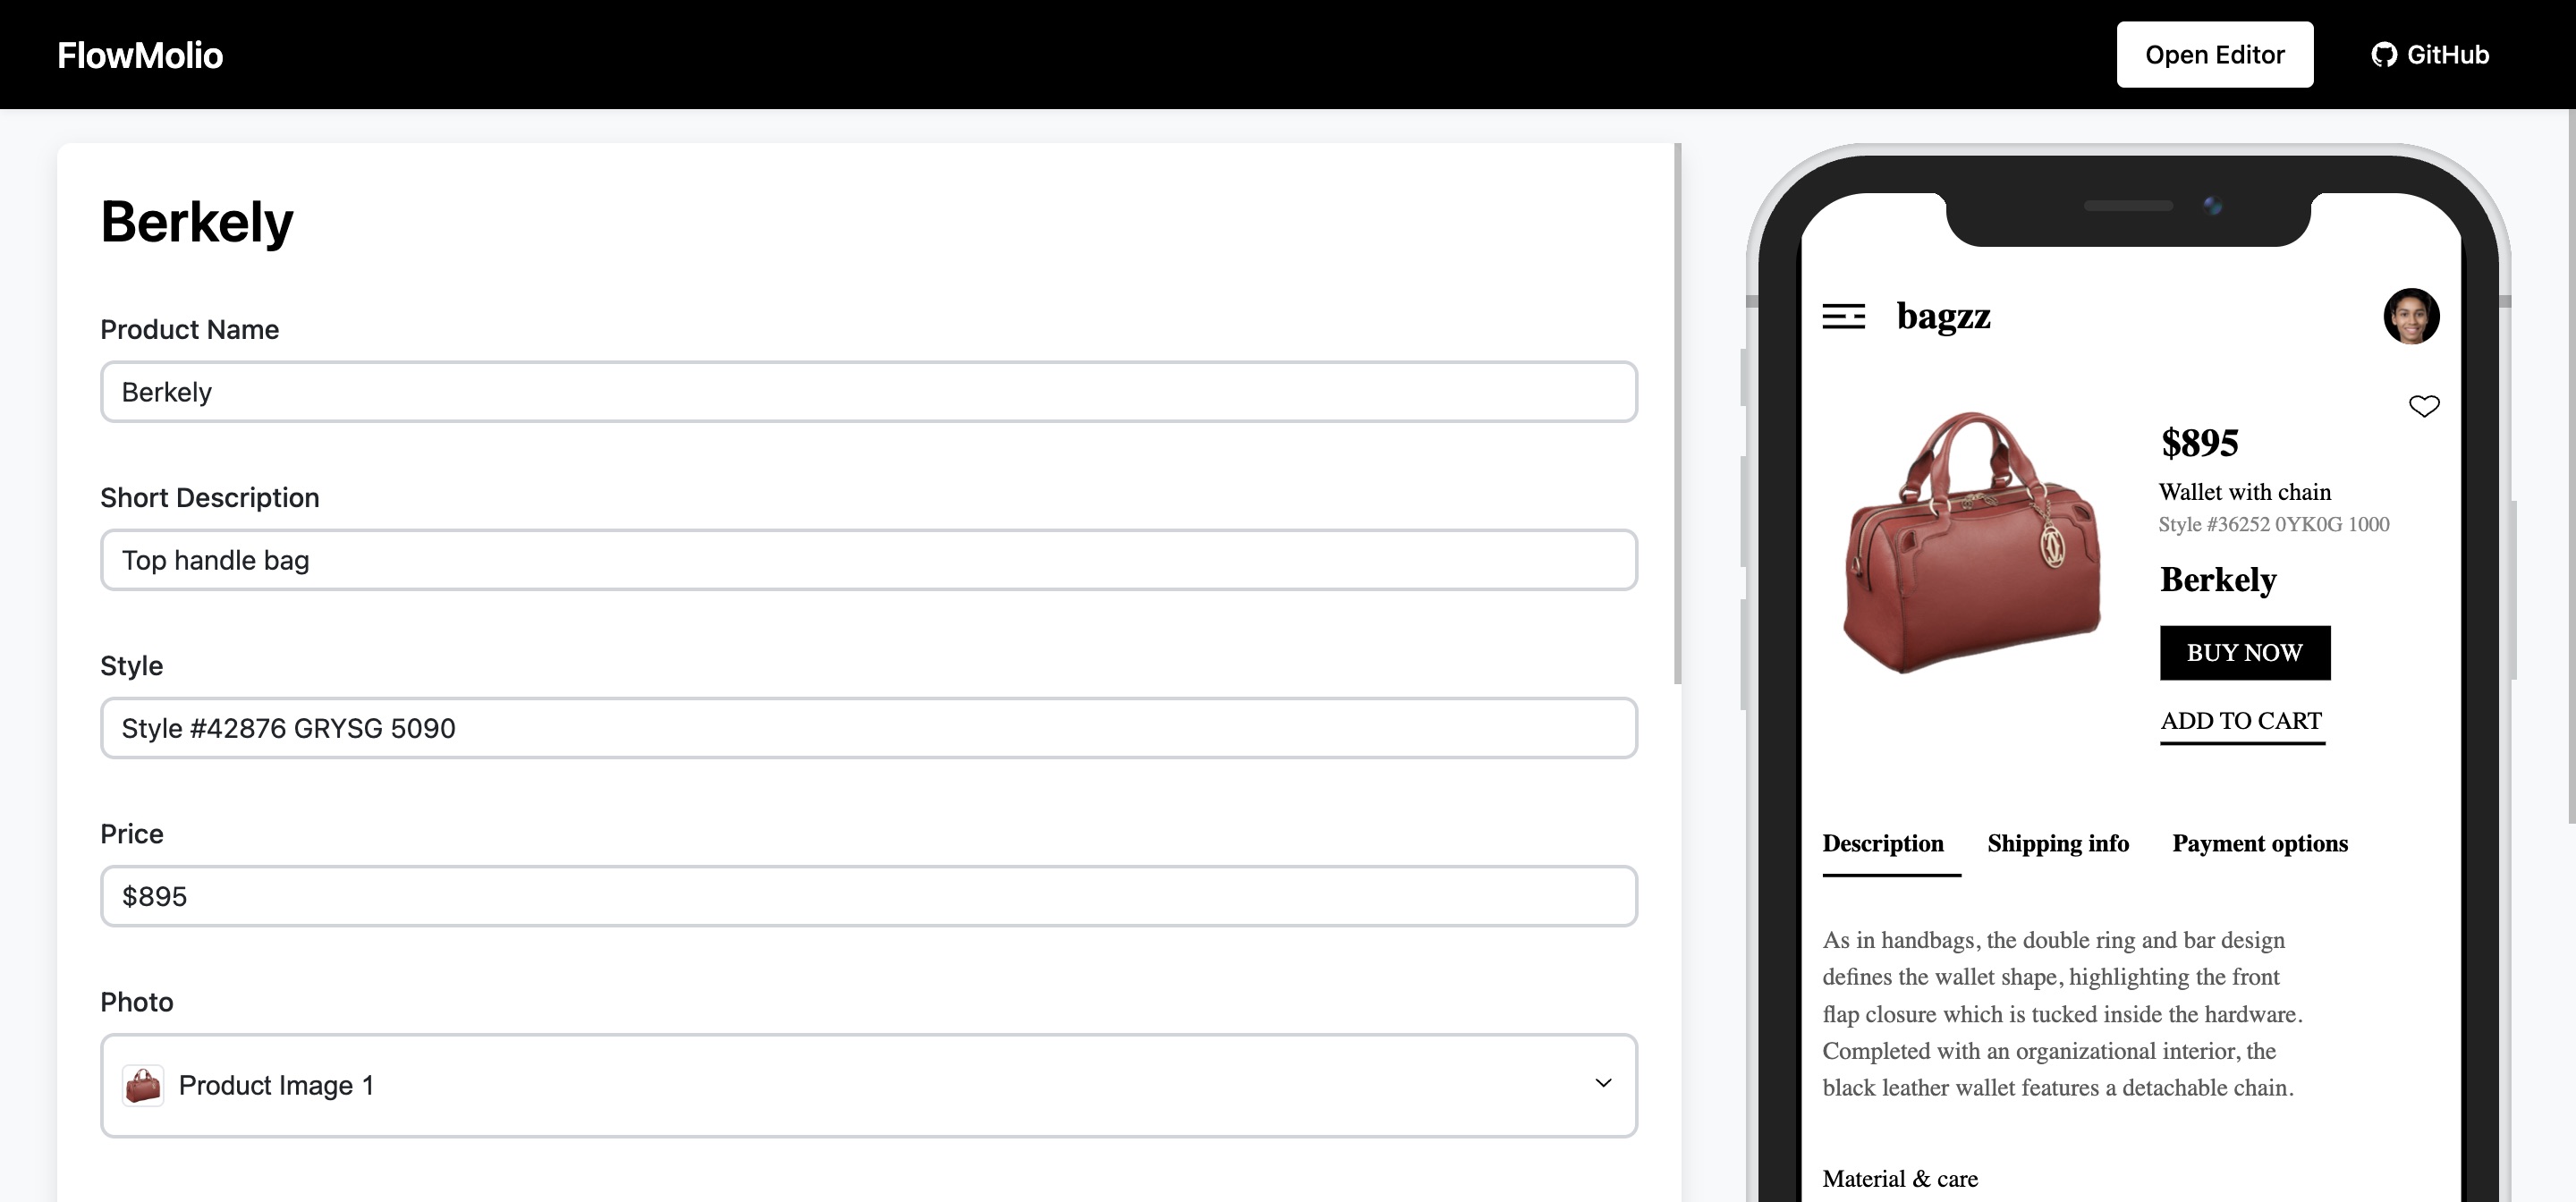 FlowMolio
Open Editor
GitHub
Berkely
Product Name
Berkely
Short Description
Top handle bag
Style
Style #42876 GRYSG 5090
Price
$895
Photo
Product Image 1
bagzz
$895
Wallet with chain
Style #36252 0YK0G 1000
Berkely
BUY NOW
ADD TO CART
Description
Shipping info
Payment options
As in handbags, the double ring and bar design
defines the wallet shape, highlighting the front
flap closure which is tucked inside the hardware.
Completed with an organizational interior, the
black leather wallet features a detachable chain.
Material & care